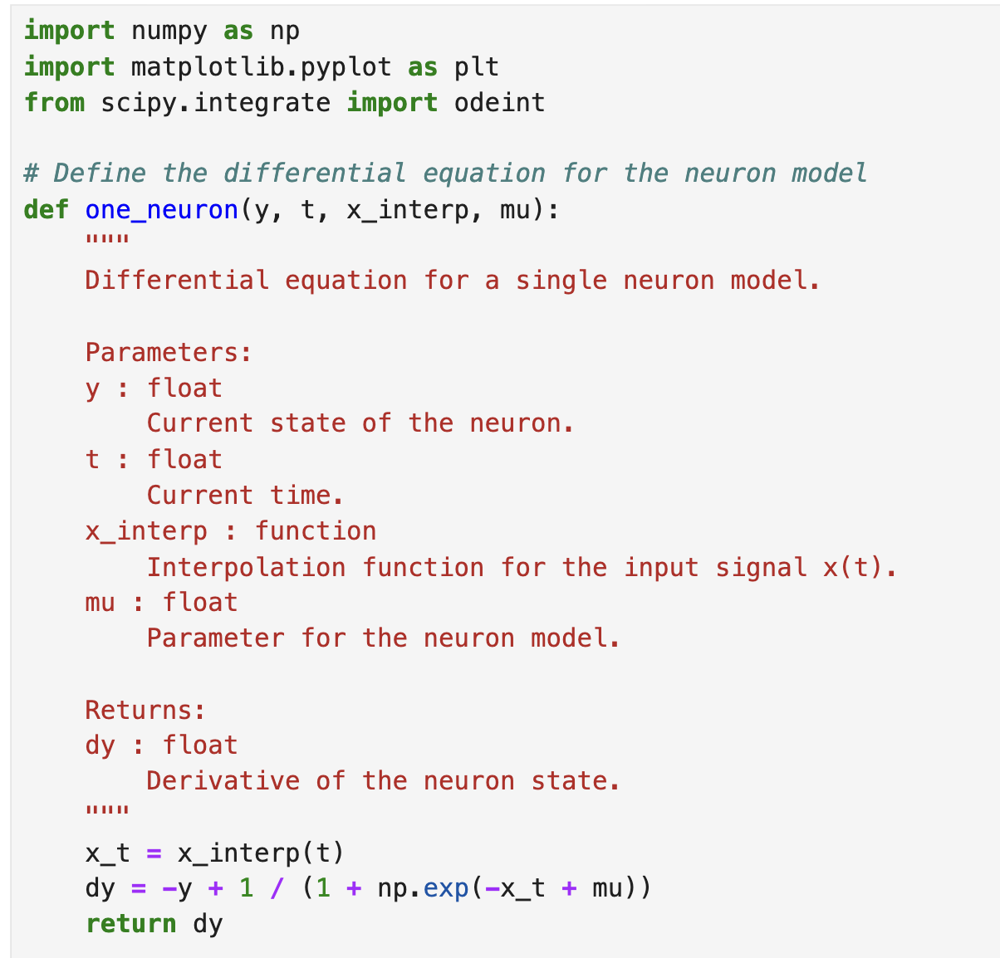 import numpy as np
import matplotlib.pyplot as plt
from scipy.integrate import odeint

# Define the differential equation for the neuron model
def one_neuron(y, t, x_interp, mu):
    """
    Differential equation for a single neuron model.

    Parameters:
    y : float
        Current state of the neuron.
    t : float
        Current time.
    x_interp : function
        Interpolation function for the input signal x(t).
    mu : float
        Parameter for the neuron model.

    Returns:
    dy : float
        Derivative of the neuron state.
    """
    x_t = x_interp(t)
    dy = -y + 1 / (1 + np.exp(-x_t + mu))
    return dy